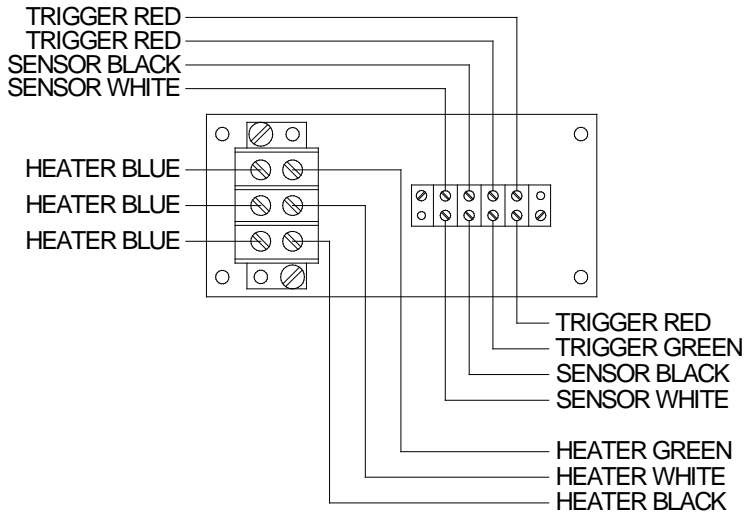 TRIGGER RED
TRIGGER RED
SENSOR BLACK
SENSOR WHITE
HEATER BLUE
HEATER BLUE
HEATER BLUE
TRIGGER RED
TRIGGER GREEN
SENSOR BLACK
SENSOR WHITE
HEATER GREEN
HEATER WHITE
HEATER BLACK